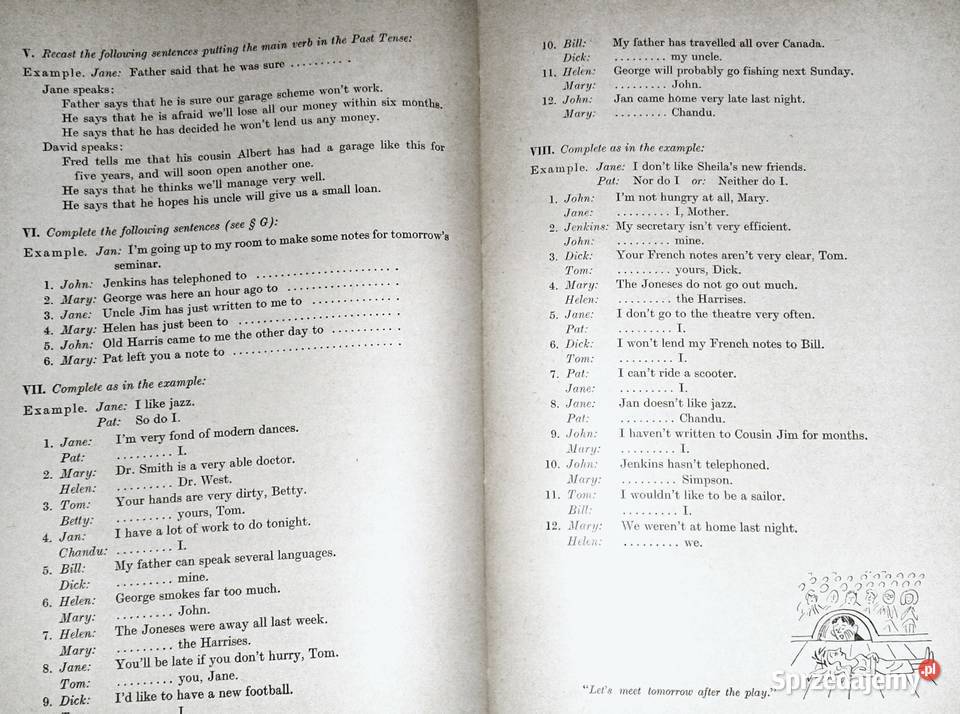 V. Recast the following sentences putting the main verb in the Past Tense:
Example. Jane: Father said that he was sure ..........
Jane speaks:
Father says that he is sure our garage scheme won't work.
He says that he is afraid we'll lose all our money within six months.
He says that he has decided he won't lend us any money.
David speaks:
Fred tells me that his cousin Albert has had a garage like this for
five years, and will soon open another one.
He says that he thinks we'll manage very well.
He says that he hopes his uncle will give us a small loan.
VI. Complete the following sentences (see § G):
Example. Jan: I'm going up to my room to make some notes for tomorrow's
seminar.
1. John: Jenkins has telephoned to ....................
2. Mary: George was here an hour ago to ................
3. Jane: Uncle Jim has just written to me to .............
4. Mary: Helen has just been to .......................
5. John: Old Harris came to me the other day to ...........
6. Mary: Pat left you a note to ........................
VII. Complete as in the example:
Example. Jane: I like jazz.
Pat: So do I.
1. Jane: I'm very fond of modern dances.
Pat: ......... I.
2. Mary: Dr. Smith is a very able doctor.
Helen: ......... Dr. West.
3. Tom: Your hands are very dirty, Betty.
Betty: ......... yours, Tom.
4. Jan: I have a lot of work to do tonight.
Chandu: ......... I.
5. Bill: My father can speak several languages.
Dick: ......... mine.
6. Helen: George smokes far too much.
Mary: ......... John.
7. Helen: The Joneses were away all last week.
Mary: ......... the Harrises.
8. Jane: You'll be late if you don't hurry, Tom.
Tom: ......... you, Jane.
9. Dick: I'd like to have a new football.
10. Bill: My father has travelled all over Canada.
Dick: ......... my uncle.
11. Helen: George will probably go fishing next Sunday.
Mary: ......... John.
12. John: Jan came home very late last night.
Mary: ......... Chandu.
VIII. Complete as in the example:
Example. Jane: I don't like Sheila's new friends.
Pat: Nor do I or: Neither do I.
1. John: I'm not hungry at all, Mary.
Jane: ......... I, Mother.
2. Jenkins: My secretary isn't very efficient.
John: ......... mine.
3. Dick: Your French notes aren't very clear, Tom.
Tom: ......... yours, Dick.
4. Mary: The Joneses do not go out much.
Helen: ......... the Harrises.
5. Jane: I don't go to the theatre very often.
Pat: ......... I.
6. Dick: I won't lend my French notes to Bill.
Tom: ......... I.
7. Pat: I can't ride a scooter.
Jane: ......... I.
8. Jane: Jan doesn't like jazz.
Pat: ......... Chandu.
9. John: I haven't written to Cousin Jim for months.
Mary: ......... I.
10. John: Jenkins hasn't telephoned.
Mary: ......... Simpson.
11. Tom: I wouldn't like to be a sailor.
Bill: ......... I.
12. Mary: We weren't at home last night.
Helen: ......... we.
"Let's meet tomorrow after the play."
Sprzedajemy.pl